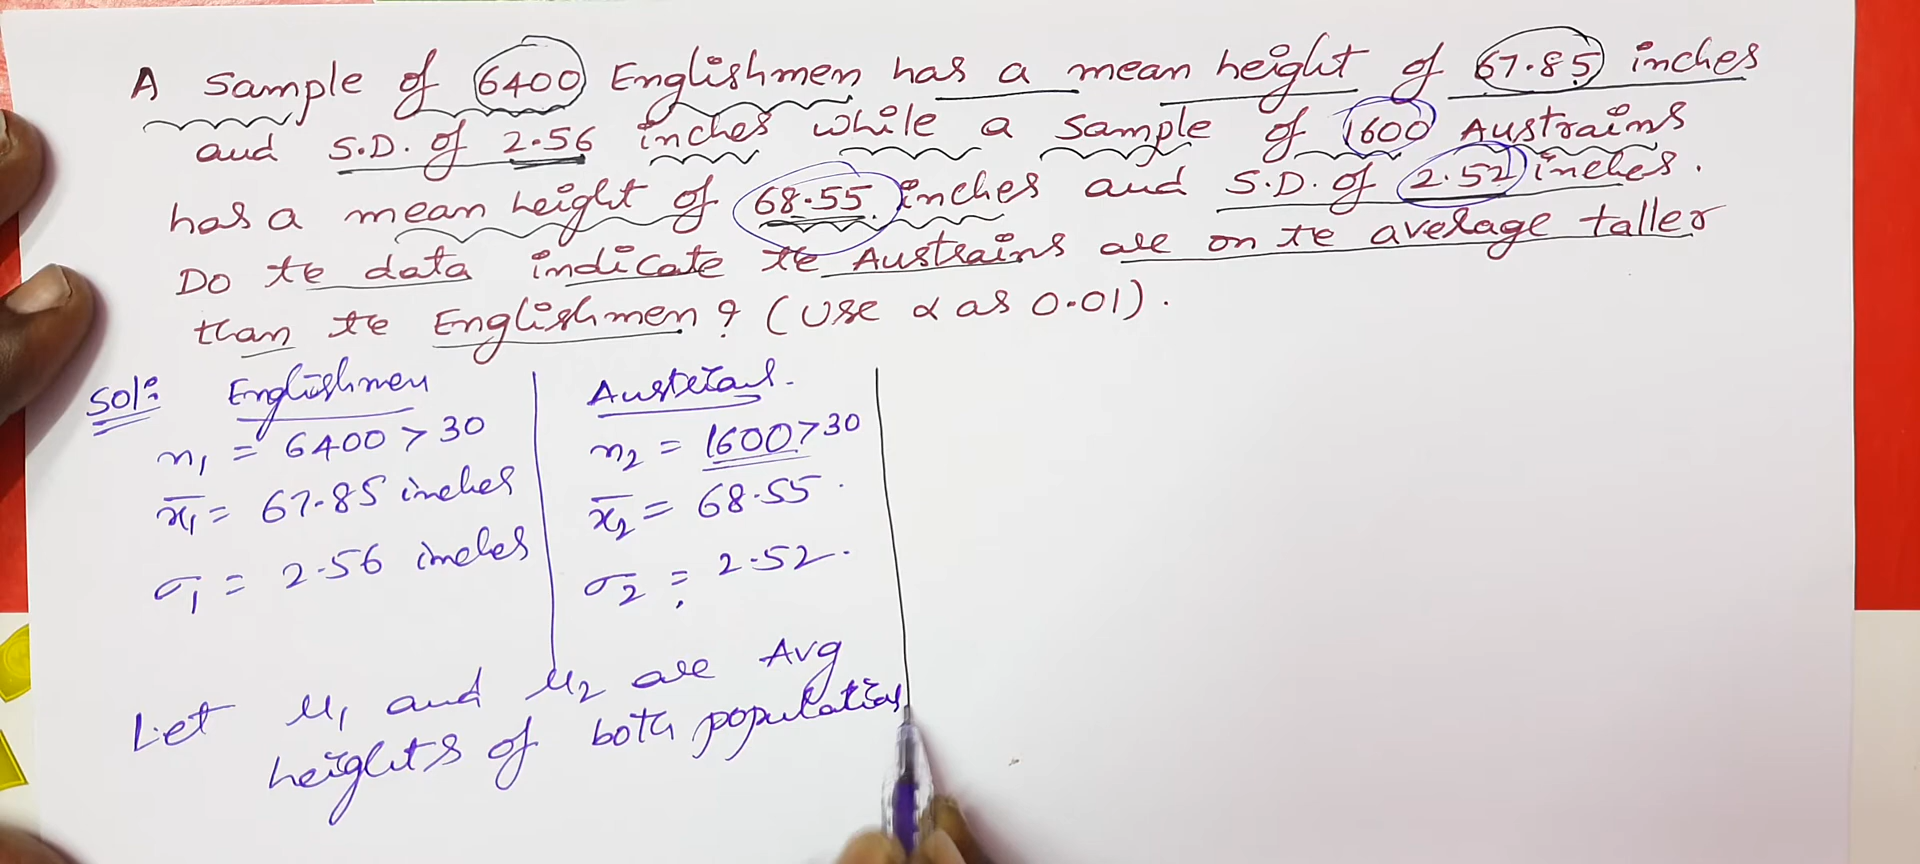 A sample of 6400 Englishmen has a mean height of 67.85 inches
and S.D. of 2.56 inches while a sample of 1600 Austrains
has a mean height of 68.55 inches and S.D. of 2.52 inches.
Do te data indicate te Austrains are on te average taller
than te Englishmen? (Use α as 0.01).
Sol: Englishmen
n₁ = 6400 > 30
x̄₁ = 67.85 inches
σ₁ = 2.56 inches
n₂ = 1600 > 30
x̄₂ = 68.55.
σ₂ = 2.52.
Let μ₁ and μ₂ are Avg
heights of both populations